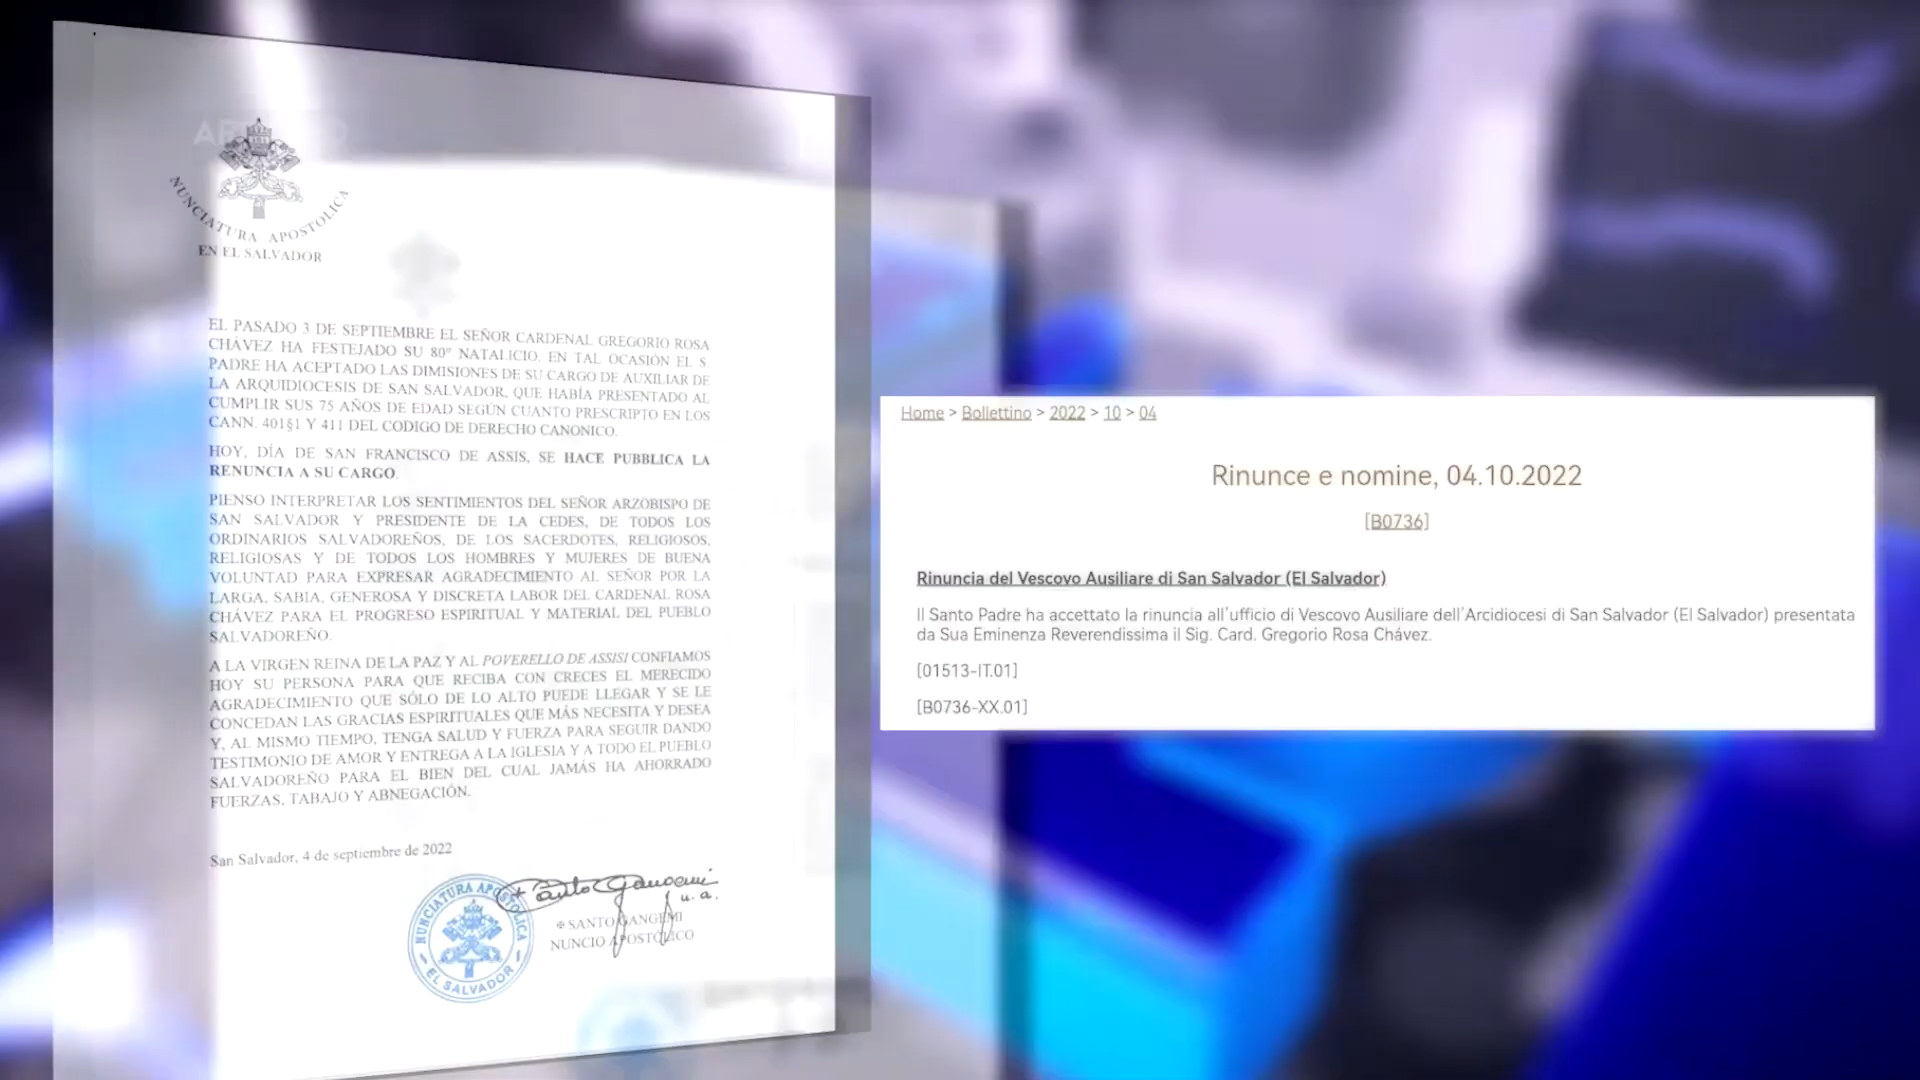 NUNCIATURA APOSTOLICA
EN EL SALVADOR
EL PASADO 3 DE SEPTIEMBRE EL SEÑOR CARDENAL GREGORIO ROSA
CHÁVEZ HA FESTEJADO SU 80° NATALICIO. EN TAL OCASIÓN EL S.
PADRE HA ACEPTADO LAS DIMISIONES DE SU CARGO DE AUXILIAR DE
LA ARQUIDIOCESIS DE SAN SALVADOR, QUE HABÍA PRESENTADO AL
CUMPLIR SUS 75 AÑOS DE EDAD SEGÚN CUANTO PRESCRIPTO EN LOS
CANN. 401§1 Y 411 DEL CODIGO DE DERECHO CANONICO.
HOY, DÍA DE SAN FRANCISCO DE ASSIS, SE HACE PUBBLICA LA
RENUNCIA A SU CARGO.
PIENSO INTERPRETAR LOS SENTIMIENTOS DEL SEÑOR ARZOBISPO DE
SAN SALVADOR Y PRESIDENTE DE LA CEDES, DE TODOS LOS
ORDINARIOS SALVADOREÑOS, DE LOS SACERDOTES, RELIGIOSOS,
RELIGIOSAS Y DE TODOS LOS HOMBRES Y MUJERES DE BUENA
VOLUNTAD PARA EXPRESAR AGRADECIMIENTO AL SEÑOR POR LA
LARGA, SABIA, GENEROSA Y DISCRETA LABOR DEL CARDENAL ROSA
CHÁVEZ PARA EL PROGRESO ESPIRITUAL Y MATERIAL DEL PUEBLO
SALVADOREÑO.
A LA VIRGEN REINA DE LA PAZ Y AL POVERELLO DE ASSISI CONFIAMOS
HOY SU PERSONA PARA QUE RECIBA CON CRECES EL MERECIDO
AGRADECIMIENTO QUE SÓLO DE LO ALTO PUEDE LLEGAR Y SE LE
CONCEDAN LAS GRACIAS ESPIRITUALES QUE MÁS NECESITA Y DESEA
Y, AL MISMO TIEMPO, TENGA SALUD Y FUERZA PARA SEGUIR DANDO
TESTIMONIO DE AMOR Y ENTREGA A LA IGLESIA Y A TODO EL PUEBLO
SALVADOREÑO PARA EL BIEN DEL CUAL JAMÁS HA AHORRADO
FUERZAS, TABAJO Y ABNEGACIÓN.
San Salvador, 4 de septiembre de 2022
NUNCIATURA APOSTOLICA
EL SALVADOR
+ Santo Gangemi
n. a.
✠ SANTO GANGEMI
NUNCIO APOSTÓLICO
Home > Bollettino > 2022 > 10 > 04
Rinunce e nomine, 04.10.2022
[B0736]
Rinuncia del Vescovo Ausiliare di San Salvador (El Salvador)
Il Santo Padre ha accettato la rinuncia all'ufficio di Vescovo Ausiliare dell'Arcidiocesi di San Salvador (El Salvador) presentata
da Sua Eminenza Reverendissima il Sig. Card. Gregorio Rosa Chávez.
[01513-IT.01]
[B0736-XX.01]